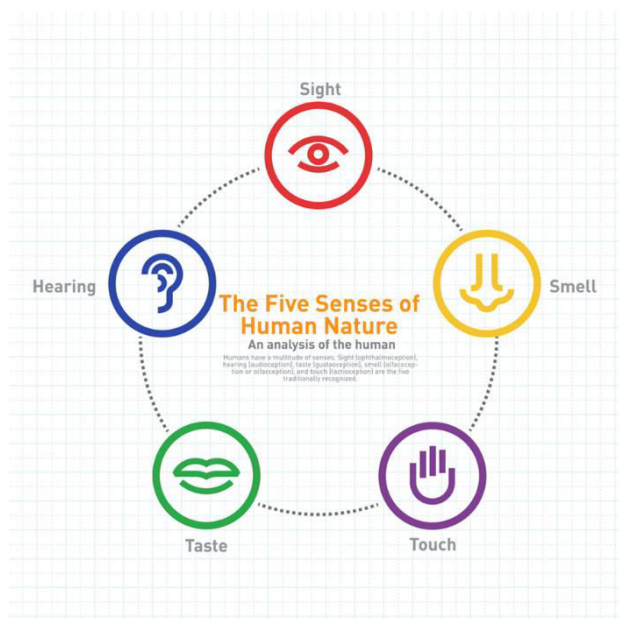 Sight
Hearing
Smell
The Five Senses of
Human Nature
An analysis of the human
Humans have a multitude of senses. Sight (ophthalmoception),
hearing (audioception), taste (gustaoception), smell (olfacocep-
tion or olfacception), and touch (tactioception) are the five
traditionally recognized.
Taste
Touch